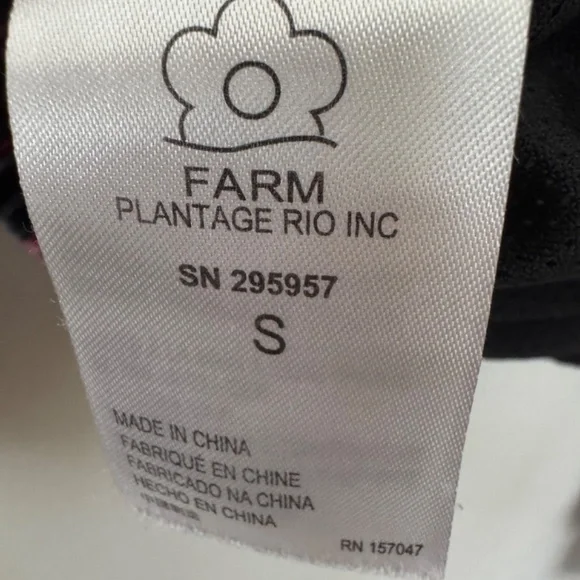 FARM
PLANTAGE RIO INC
SN 295957
S
MADE IN CHINA
FABRIQUÉ EN CHINE
FABRICADO NA CHINA
HECHO EN CHINA
RN 157047